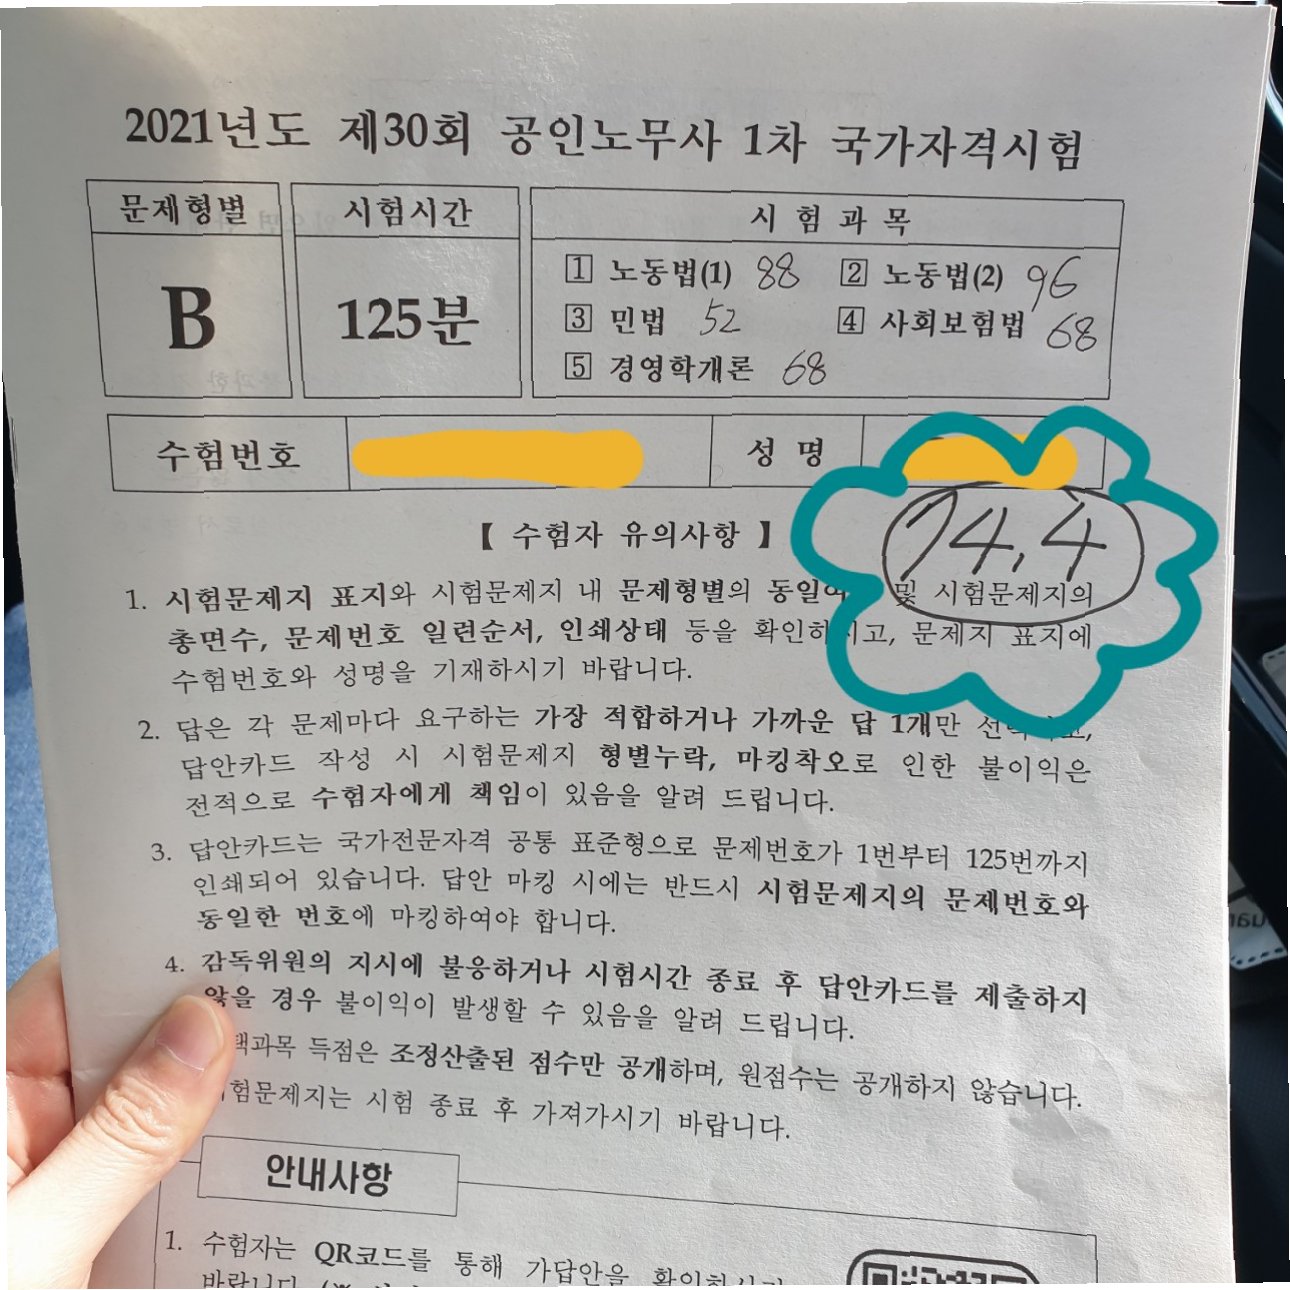 2021년도 제30회 공인노무사 1차 국가자격시험
문제형별 시험시간 시험과목
B 125분
1 노동법(1) 88 2 노동법(2) 96
3 민법 52 4 사회보험법 68
5 경영학개론 68
수험번호 성명
74.4
【 수험자 유의사항 】
1. 시험문제지 표지와 시험문제지 내 문제형별의 동일여 및 시험문제지의
총면수, 문제번호 일련순서, 인쇄상태 등을 확인하시고, 문제지 표지에
수험번호와 성명을 기재하시기 바랍니다.
2. 답은 각 문제마다 요구하는 가장 적합하거나 가까운 답 1개만
답안카드 작성 시 시험문제지 형별누락, 마킹착오로 인한 불이익은
전적으로 수험자에게 책임이 있음을 알려 드립니다.
3. 답안카드는 국가전문자격 공통 표준형으로 문제번호가 1번부터 125번까지
인쇄되어 있습니다. 답안 마킹 시에는 반드시 시험문제지의 문제번호와
동일한 번호에 마킹하여야 합니다.
4. 감독위원의 지시에 불응하거나 시험시간 종료 후 답안카드를 제출하지
않을 경우 불이익이 발생할 수 있음을 알려 드립니다.
택과목 득점은 조정산출된 점수만 공개하며, 원점수는 공개하지 않습니다.
험문제지는 시험 종료 후 가져가시기 바랍니다.
안내사항
1. 수험자는 QR코드를 통해 가답안을 확인하시기
바랍니다